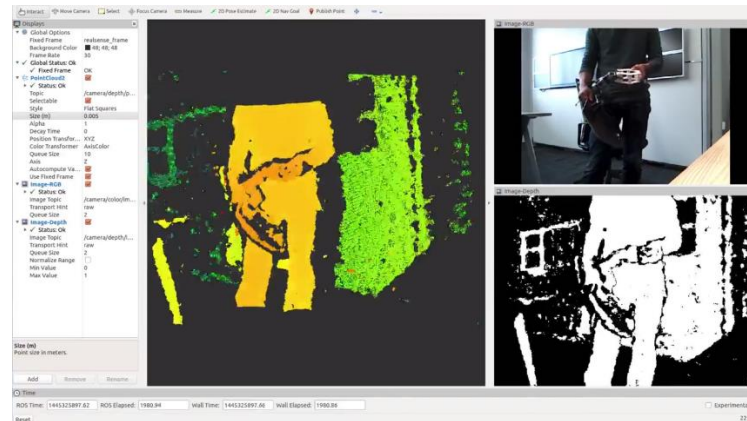 Interact Move Camera Select Focus Camera Measure 2D Pose Estimate 2D Nav Goal Publish Point
Displays
Global Options
Fixed Frame realsense_frame
Background Color 48; 48; 48
Frame Rate 30
Global Status: Ok
Fixed Frame OK
PointCloud2
Status: Ok
Topic /camera/depth/p...
Selectable
Style Flat Squares
Size (m) 0.005
Alpha 1
Decay Time 0
Position Transfor... XYZ
Color Transformer AxisColor
Queue Size 10
Axis Z
Autocompute Va...
Use Fixed Frame
Image-RGB
Status: Ok
Image Topic /camera/color/im...
Transport Hint raw
Queue Size 2
Image-Depth
Status: Ok
Image Topic /camera/depth/i...
Transport Hint raw
Queue Size 2
Normalize Range
Min Value 0
Max Value 1
Size (m)
Point size in meters.
Add Remove Rename
Image-RGB
Image-Depth
Time
ROS Time: 1445325897.62 ROS Elapsed: 1980.94 Wall Time: 1445325897.66 Wall Elapsed: 1980.86 Experimenta
Reset 22